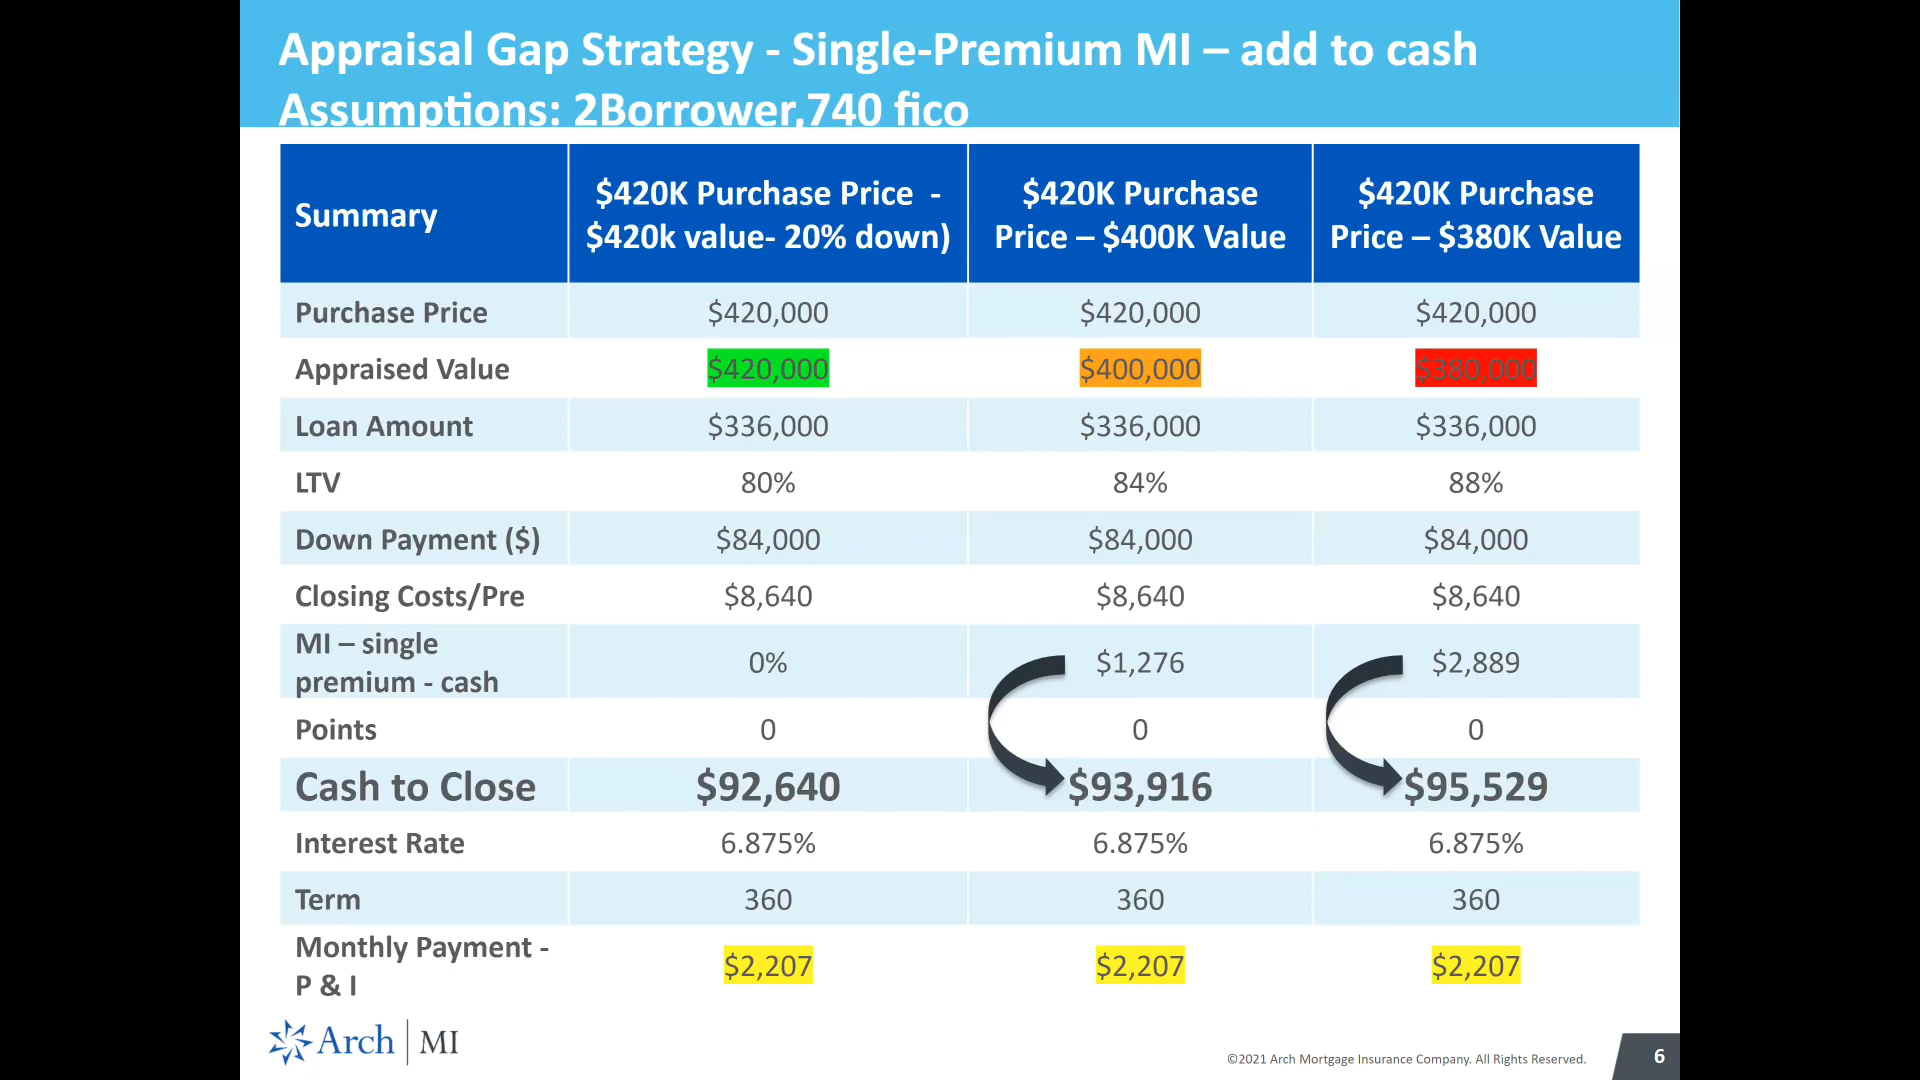 Appraisal Gap Strategy - Single-Premium MI – add to cash
Assumptions: 2Borrower,740 fico
Summary
$420K Purchase Price -
$420k value- 20% down)
$420K Purchase
Price – $400K Value
$420K Purchase
Price – $380K Value
Purchase Price $420,000 $420,000 $420,000
Appraised Value $420,000 $400,000 $380,000
Loan Amount $336,000 $336,000 $336,000
LTV 80% 84% 88%
Down Payment ($) $84,000 $84,000 $84,000
Closing Costs/Pre $8,640 $8,640 $8,640
MI – single
premium - cash
0% $1,276 $2,889
Points 0 0 0
Cash to Close $92,640 $93,916 $95,529
Interest Rate 6.875% 6.875% 6.875%
Term 360 360 360
Monthly Payment -
P & I
$2,207 $2,207 $2,207
Arch MI
©2021 Arch Mortgage Insurance Company. All Rights Reserved.
6